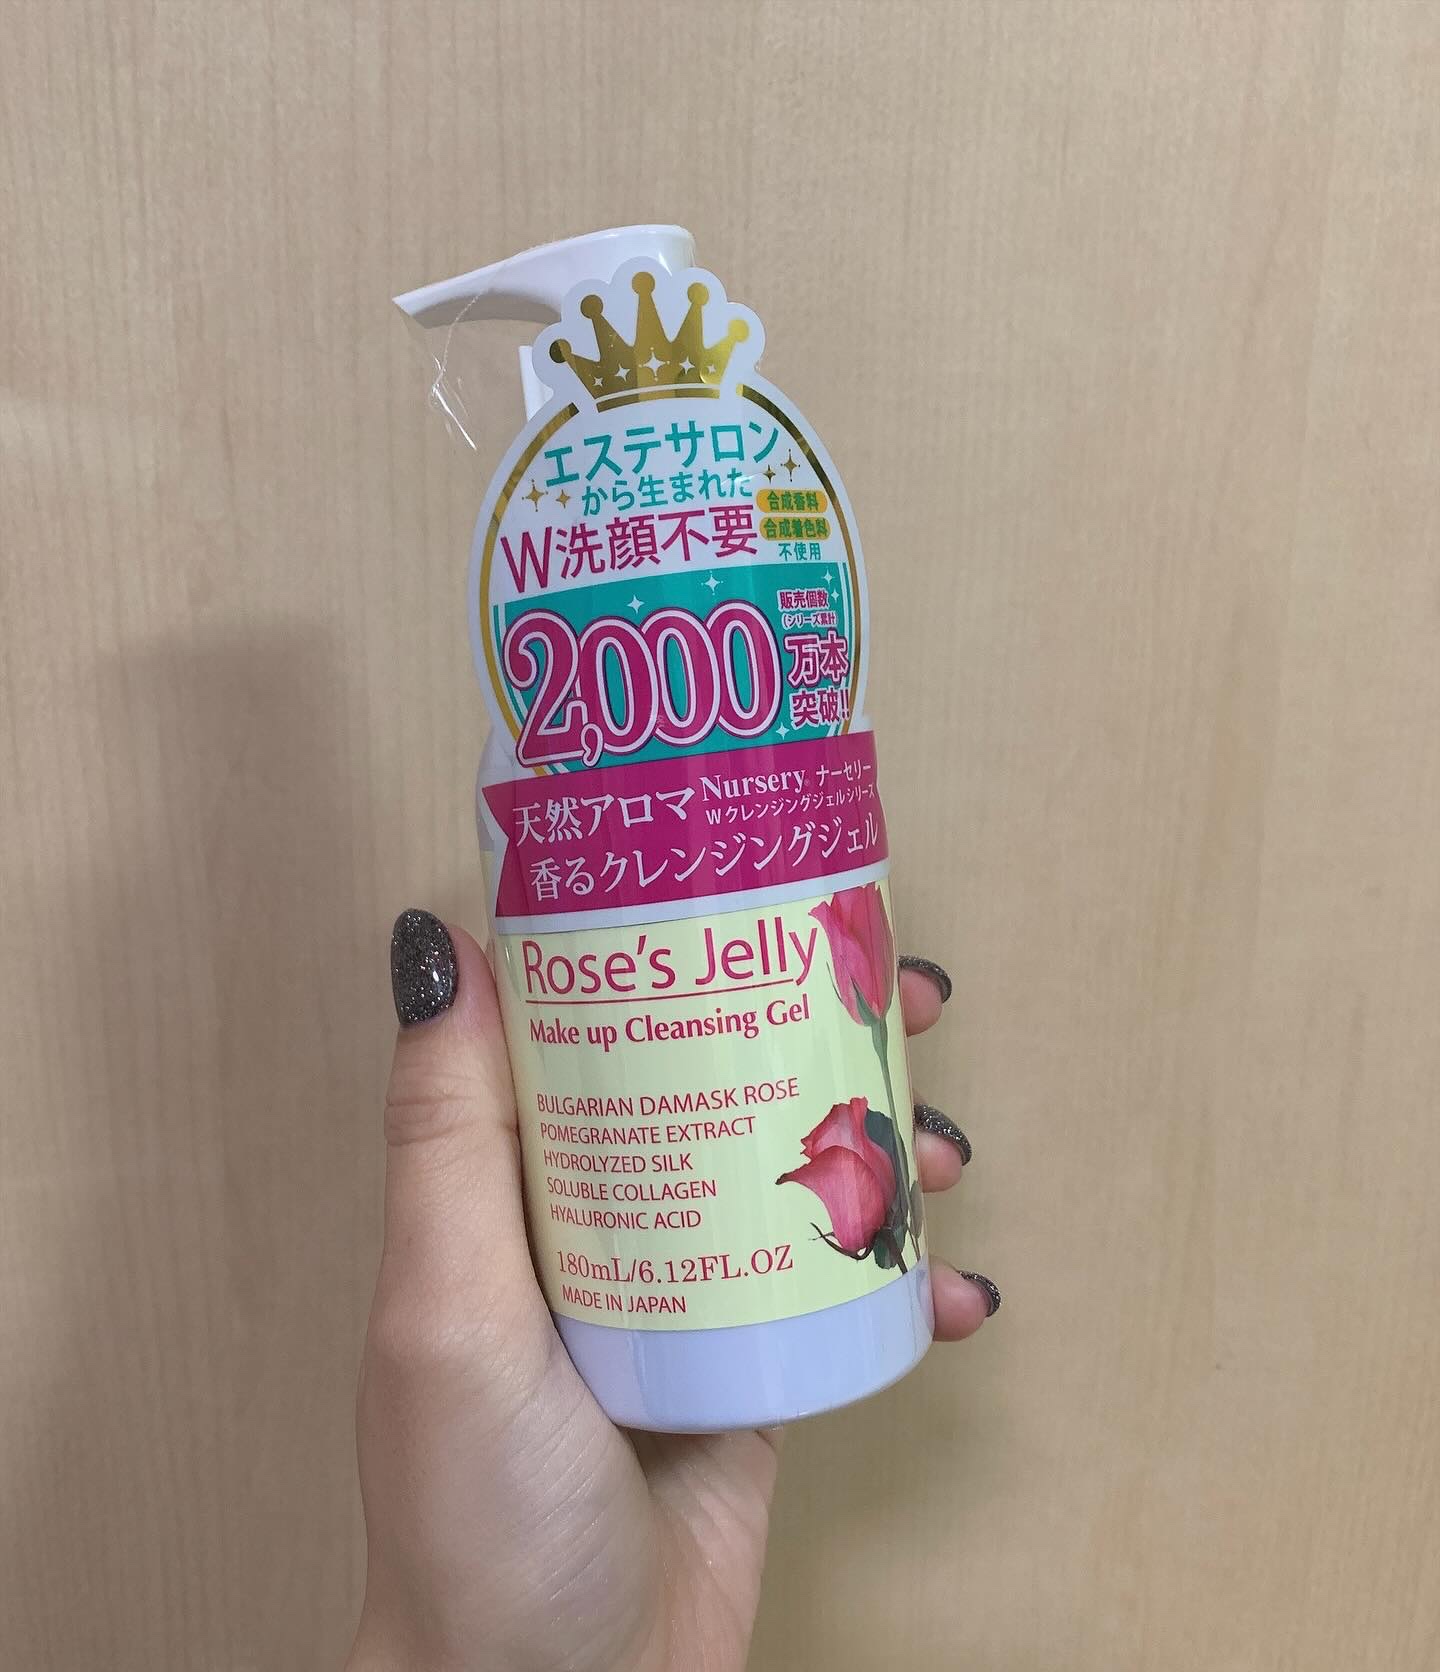 エステサロン
から生まれた
W洗顔不要
合成香料
合成着色料
不使用
2,000
販売個数
(シリーズ累計)
万本
突破!!
天然アロマ
Nursery® ナーセリー
Wクレンジングジェルシリーズ
香るクレンジングジェル
Rose's Jelly
Make up Cleansing Gel
BULGARIAN DAMASK ROSE
POMEGRANATE EXTRACT
HYDROLYZED SILK
SOLUBLE COLLAGEN
HYALURONIC ACID
180mL/6.12FL.OZ
MADE IN JAPAN